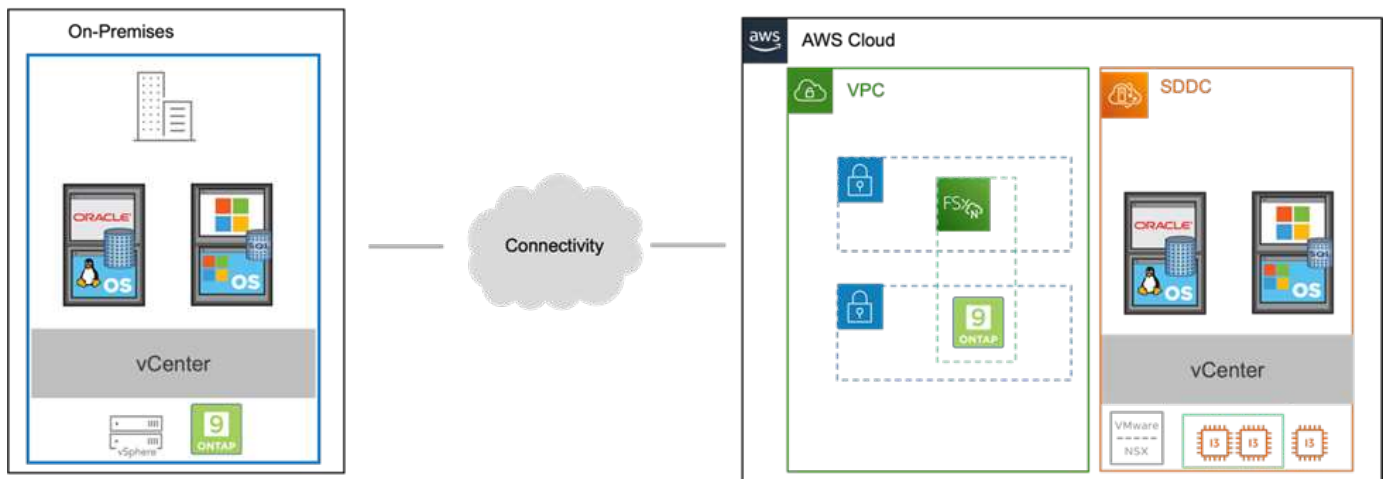 On-Premises
ORACLE
SQL
OS
OS
vCenter
vSphere
9
ONTAP
Connectivity
aws
AWS Cloud
VPC
FSx
N
9
ONTAP
SDDC
ORACLE
SQL
OS
OS
vCenter
VMware
NSX
I3
I3
I3